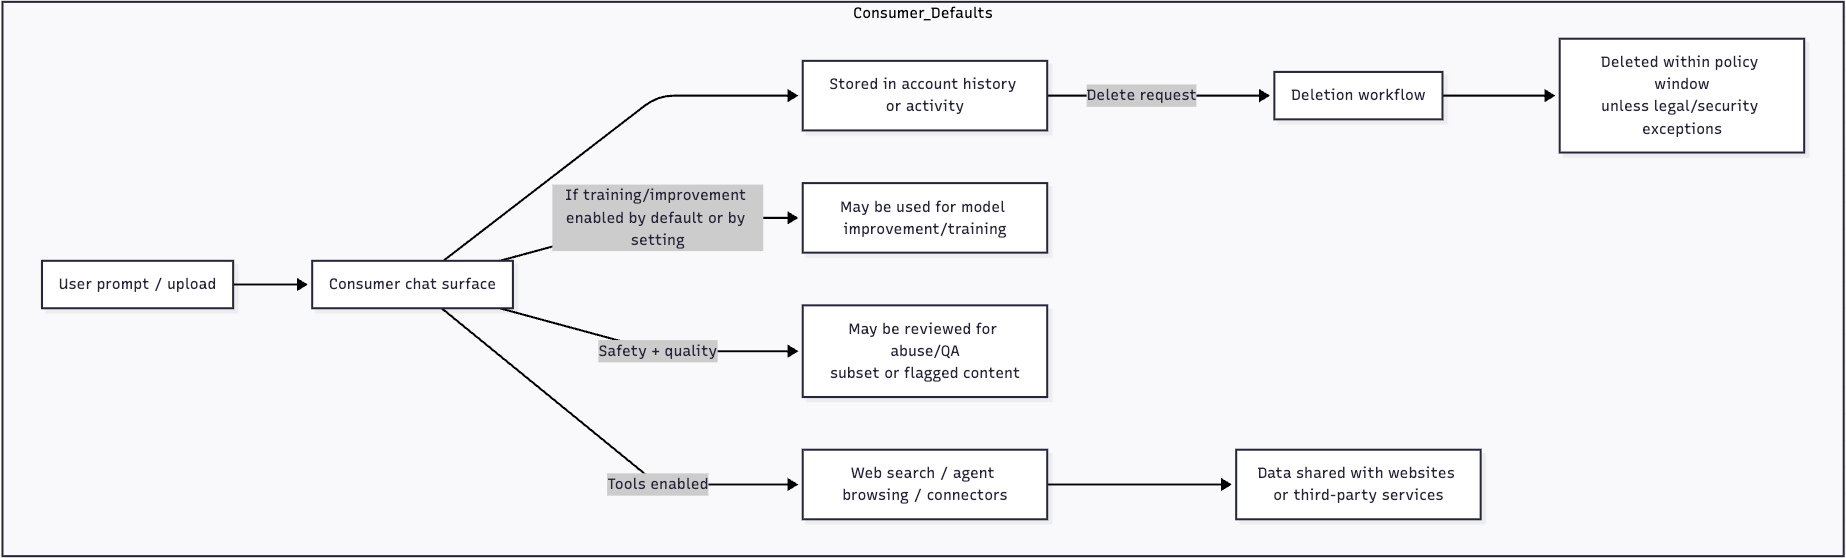 Consumer_Defaults
User prompt / upload
Consumer chat surface
Stored in account history
or activity
Delete request
Deletion workflow
Deleted within policy
window
unless legal/security
exceptions
If training/improvement
enabled by default or by
setting
May be used for model
improvement/training
Safety + quality
May be reviewed for
abuse/QA
subset or flagged content
Tools enabled
Web search / agent
browsing / connectors
Data shared with websites
or third-party services